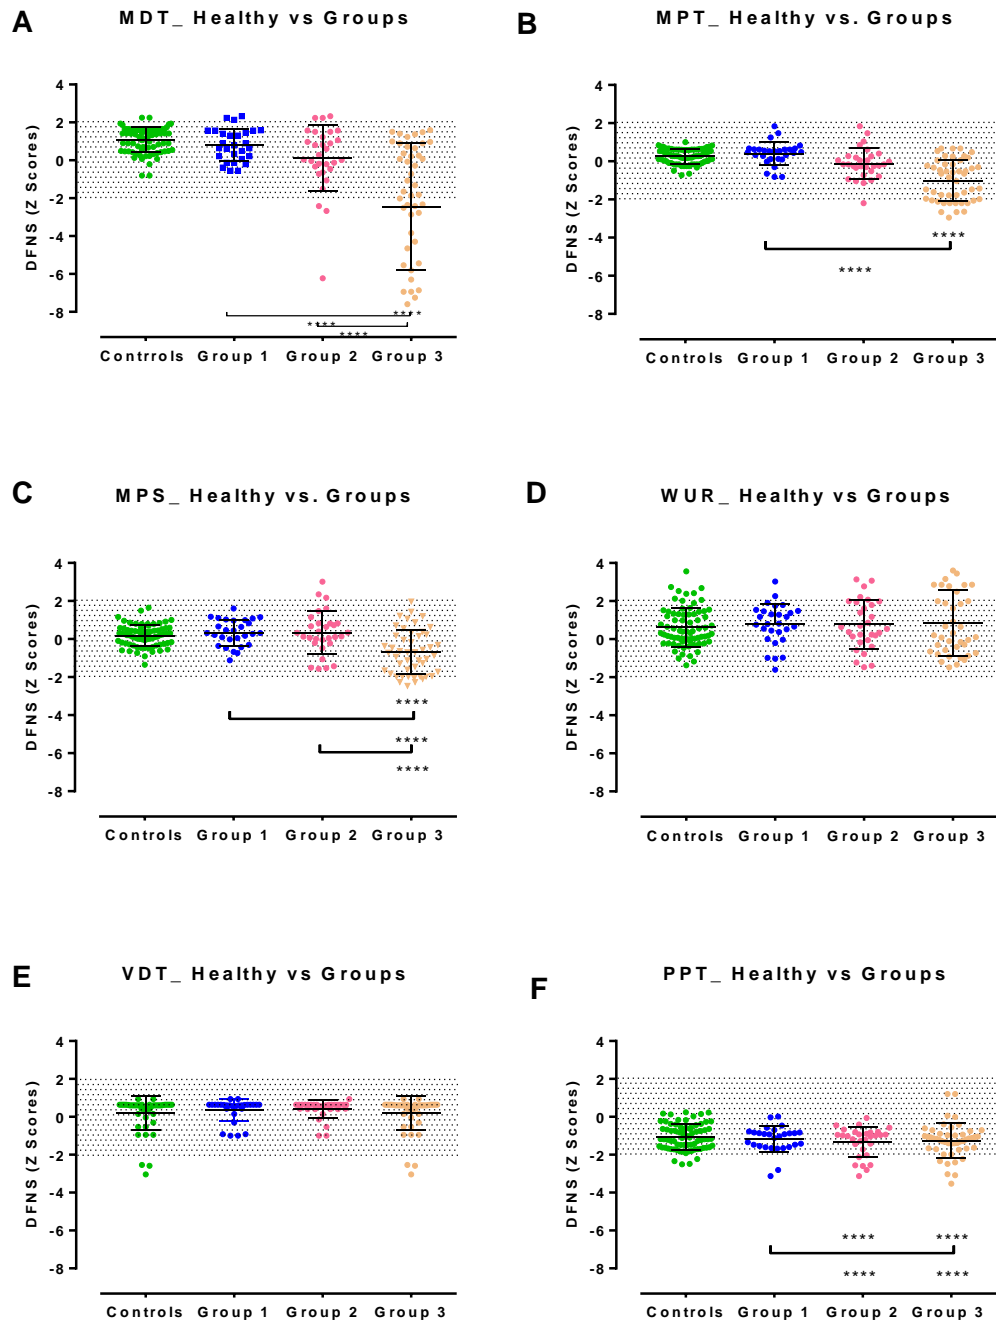 A
MDT_ Healthy vs Groups
DFNS (Z Scores)
4
2
0
-2
-4
-6
-8
****
****
****
Controls Group 1 Group 2 Group 3
B
MPT_ Healthy vs. Groups
DFNS (Z Scores)
4
2
0
-2
-4
-6
-8
****
****
Controls Group 1 Group 2 Group 3
C
MPS_ Healthy vs. Groups
DFNS (Z Scores)
4
2
0
-2
-4
-6
-8
****
****
****
Controls Group 1 Group 2 Group 3
D
WUR_ Healthy vs Groups
DFNS (Z Scores)
4
2
0
-2
-4
-6
-8
Controls Group 1 Group 2 Group 3
E
VDT_ Healthy vs Groups
DFNS (Z Scores)
4
2
0
-2
-4
-6
-8
Controls Group 1 Group 2 Group 3
F
PPT_ Healthy vs Groups
DFNS (Z Scores)
4
2
0
-2
-4
-6
-8
**** ****
**** ****
Controls Group 1 Group 2 Group 3